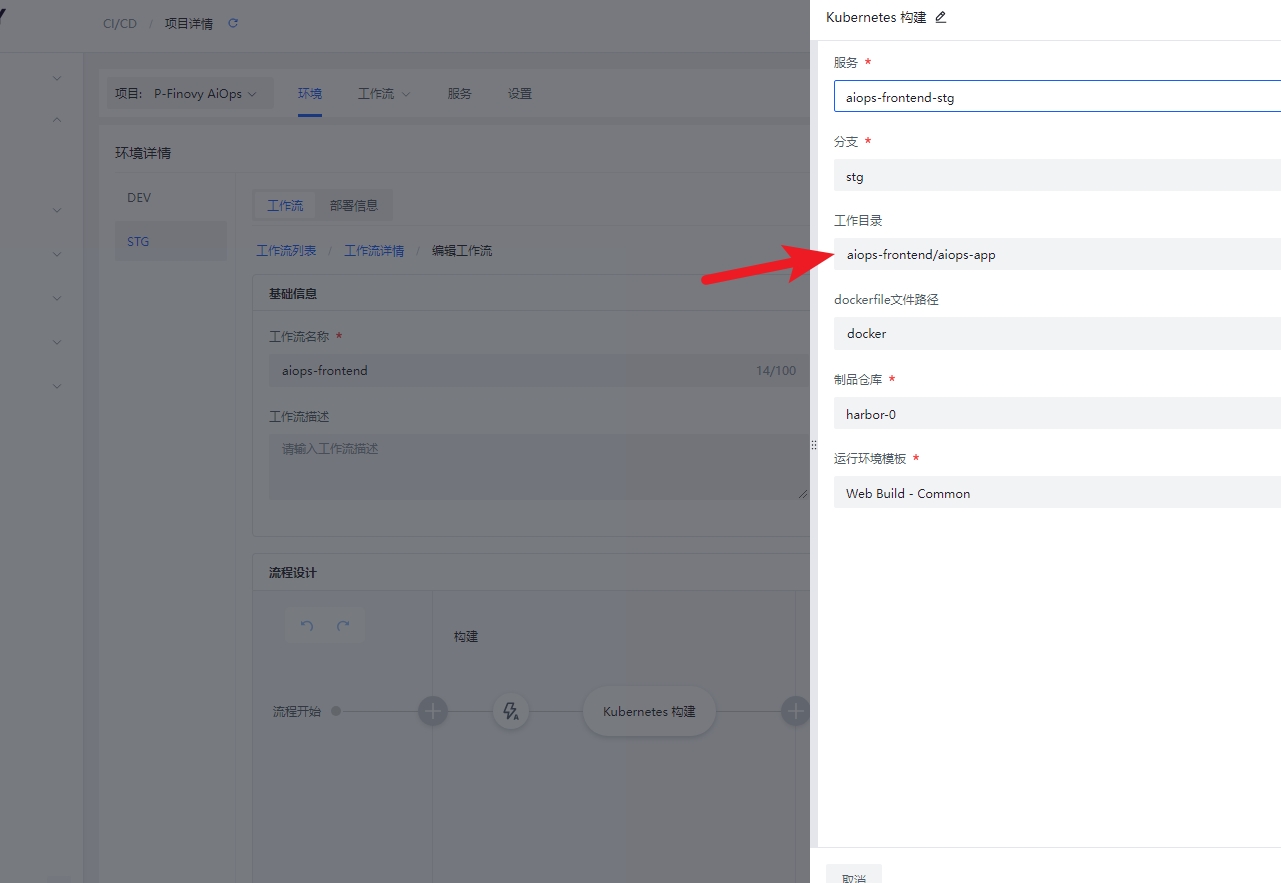 CI/CD / 项目详情
项目: P-Finovy AiOps
环境 工作流 服务 设置
环境详情
DEV
STG
工作流 部署信息
工作流列表 / 工作流详情 / 编辑工作流
基础信息
工作流名称 *
aiops-frontend 14/100
工作流描述
请输入工作流描述
流程设计
构建
流程开始
Kubernetes 构建
Kubernetes 构建
服务 *
aiops-frontend-stg
分支 *
stg
工作目录
aiops-frontend/aiops-app
dockerfile文件路径
docker
制品仓库 *
harbor-0
运行环境模板 *
Web Build - Common
取消